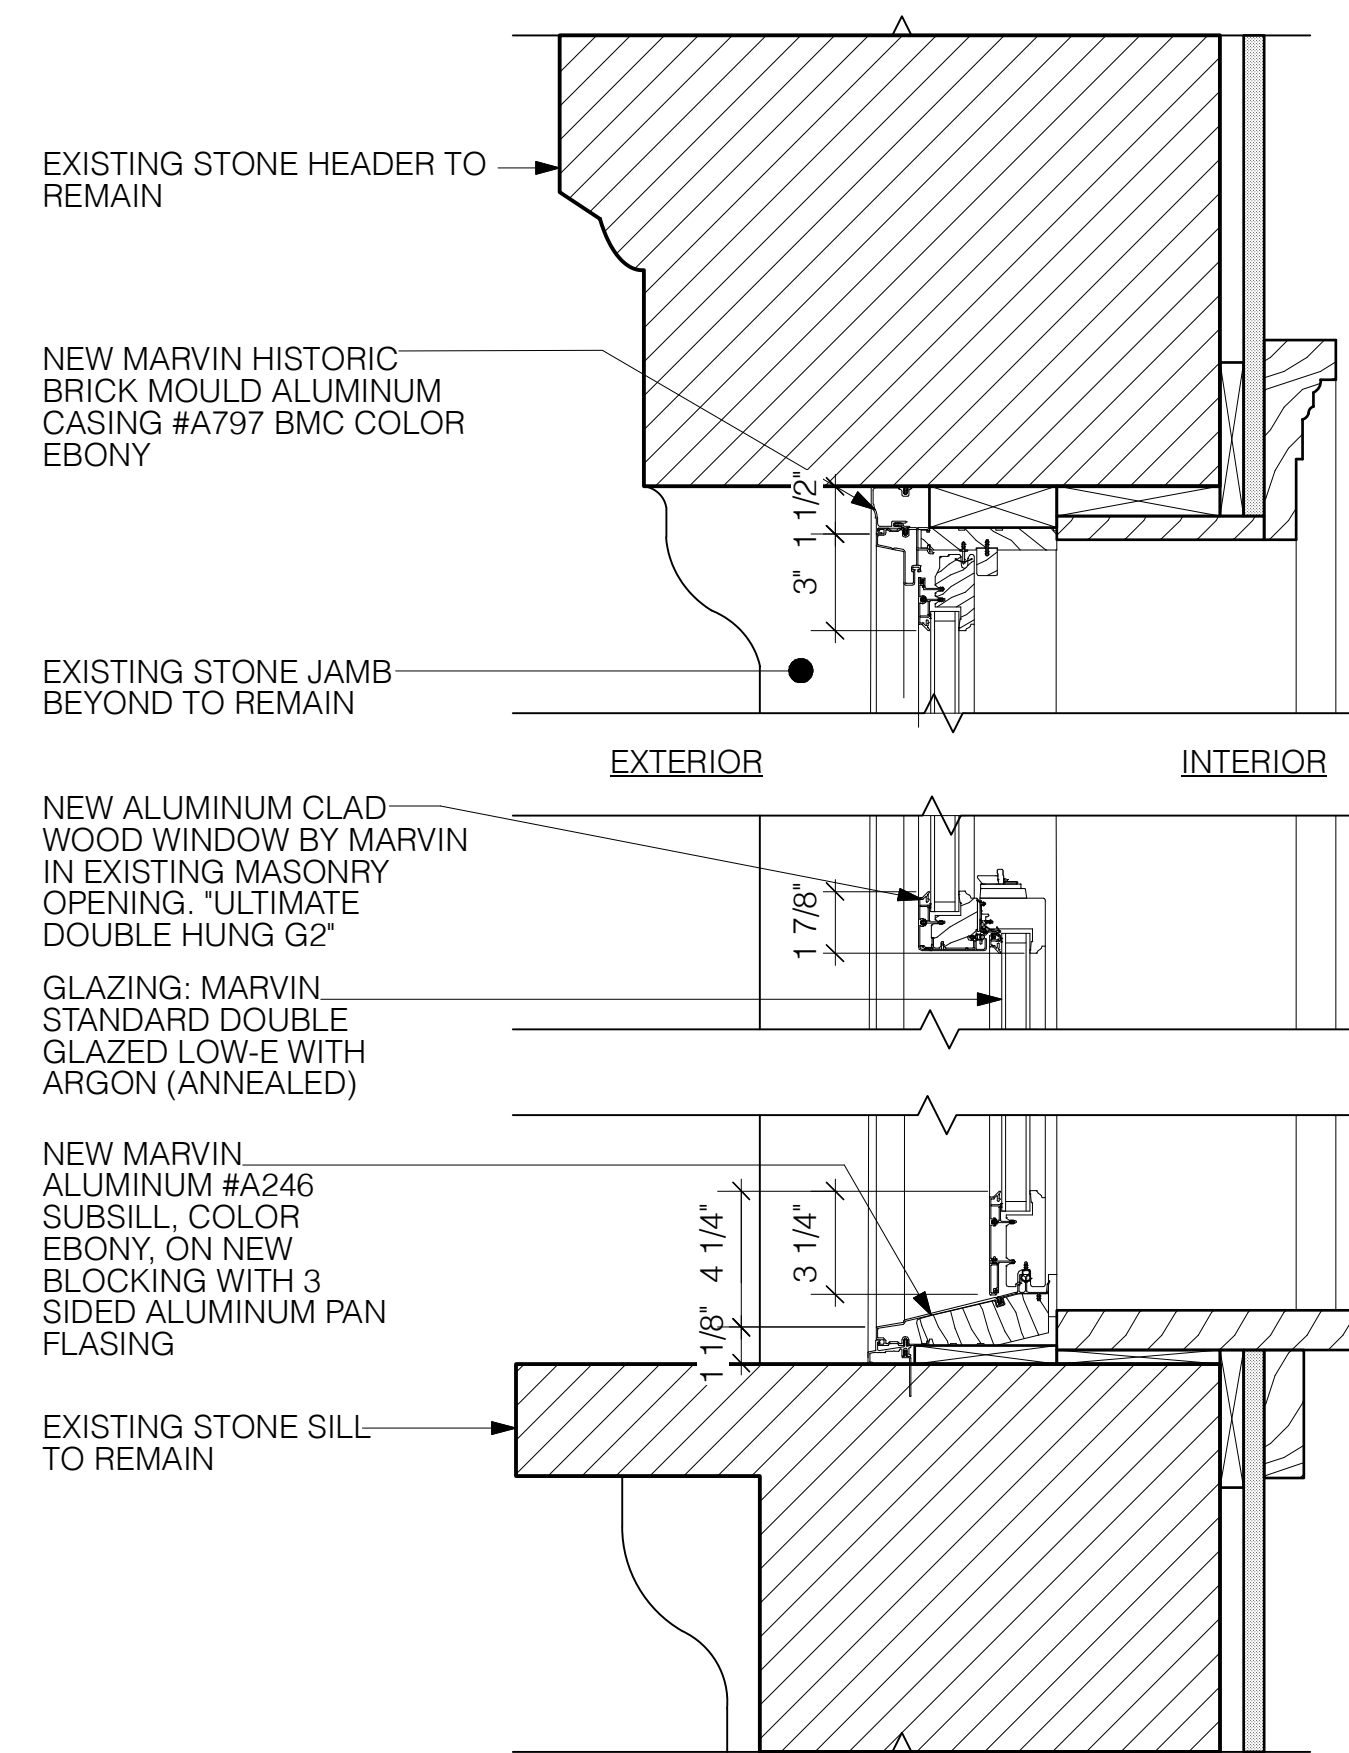 EXISTING STONE HEADER TO
REMAIN
NEW MARVIN HISTORIC
BRICK MOULD ALUMINUM
CASING #A797 BMC COLOR
EBONY
1 1/2"
3"
EXISTING STONE JAMB
BEYOND TO REMAIN
EXTERIOR
INTERIOR
NEW ALUMINUM CLAD
WOOD WINDOW BY MARVIN
IN EXISTING MASONRY
OPENING. "ULTIMATE
DOUBLE HUNG G2"
1 7/8"
GLAZING: MARVIN
STANDARD DOUBLE
GLAZED LOW-E WITH
ARGON (ANNEALED)
NEW MARVIN
ALUMINUM #A246
SUBSILL, COLOR
EBONY, ON NEW
BLOCKING WITH 3
SIDED ALUMINUM PAN
FLASING
4 1/4"
3 1/4"
1 1/8"
EXISTING STONE SILL
TO REMAIN